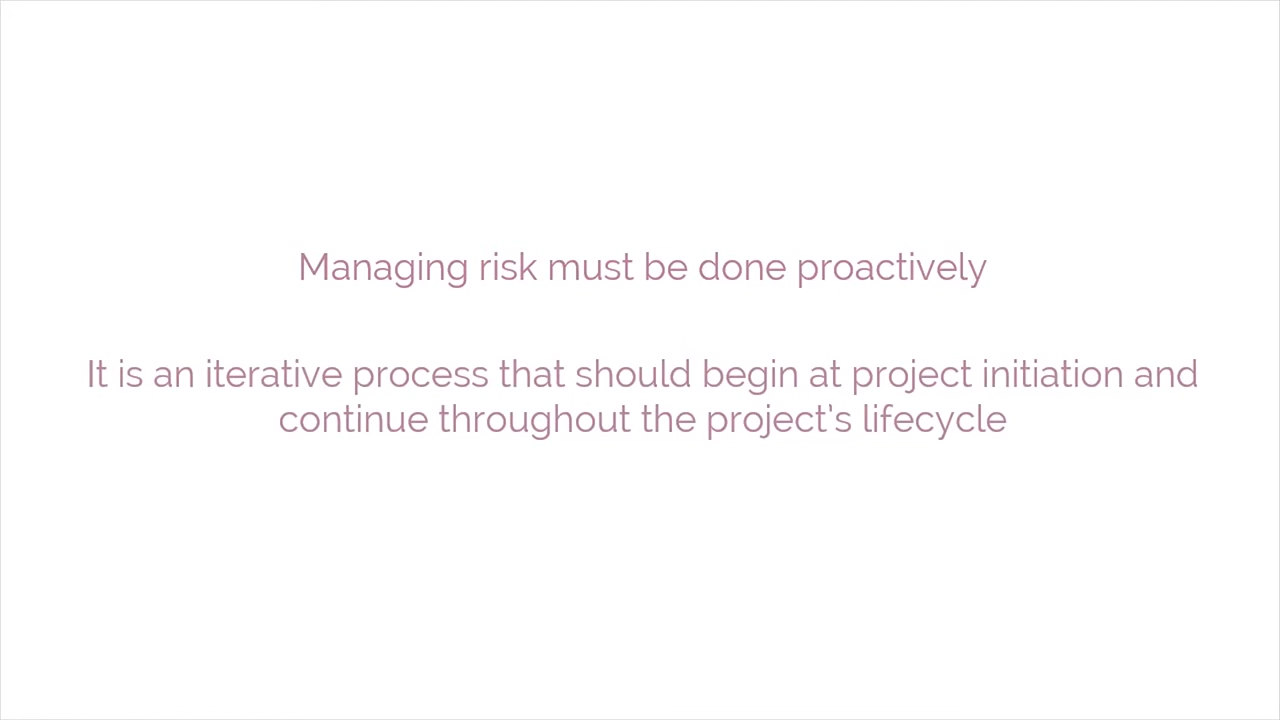 Managing risk must be done proactively
It is an iterative process that should begin at project initiation and
continue throughout the project's lifecycle